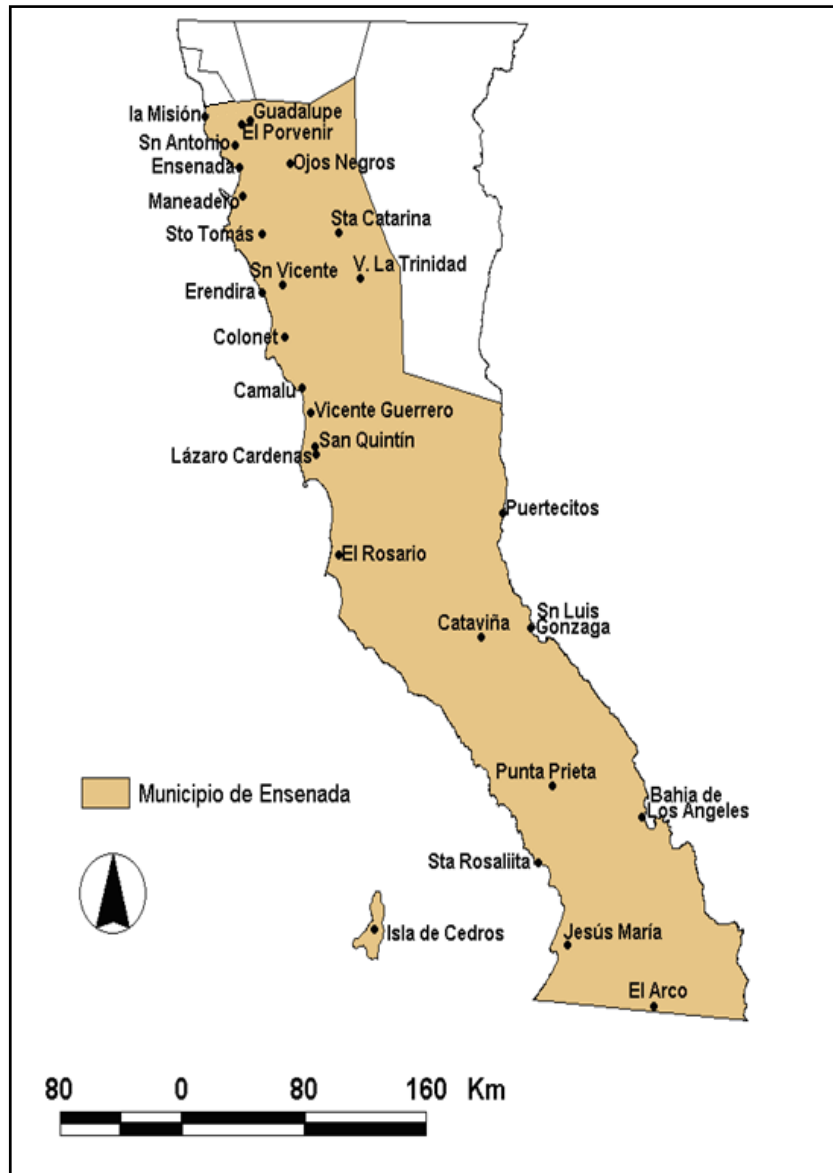 la Misión
Guadalupe
El Porvenir
Sn Antonio
Ensenada
Ojos Negros
Maneadero
Sto Tomás
Sta Catarina
Sn Vicente
V. La Trinidad
Erendira
Colonet
Camalu
Vicente Guerrero
San Quintín
Lázaro Cardenas
Puertecitos
El Rosario
Sn Luis
Gonzaga
Cataviña
Punta Prieta
Municipio de Ensenada
Bahia de
Los Angeles
Sta Rosaliita
Isla de Cedros
Jesús María
El Arco
80 0 80 160 Km